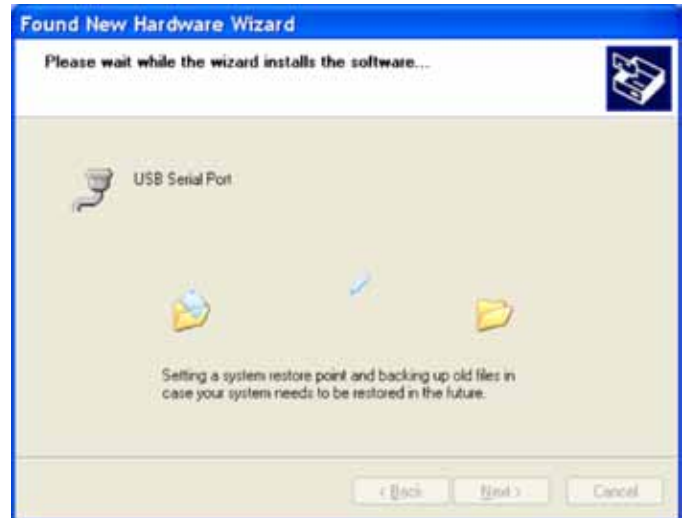 Found New Hardware Wizard
Please wait while the wizard installs the software...
USB Serial Port
Setting a system restore point and backing up old files in
case your system needs to be restored in the future.
< Back
Next >
Cancel